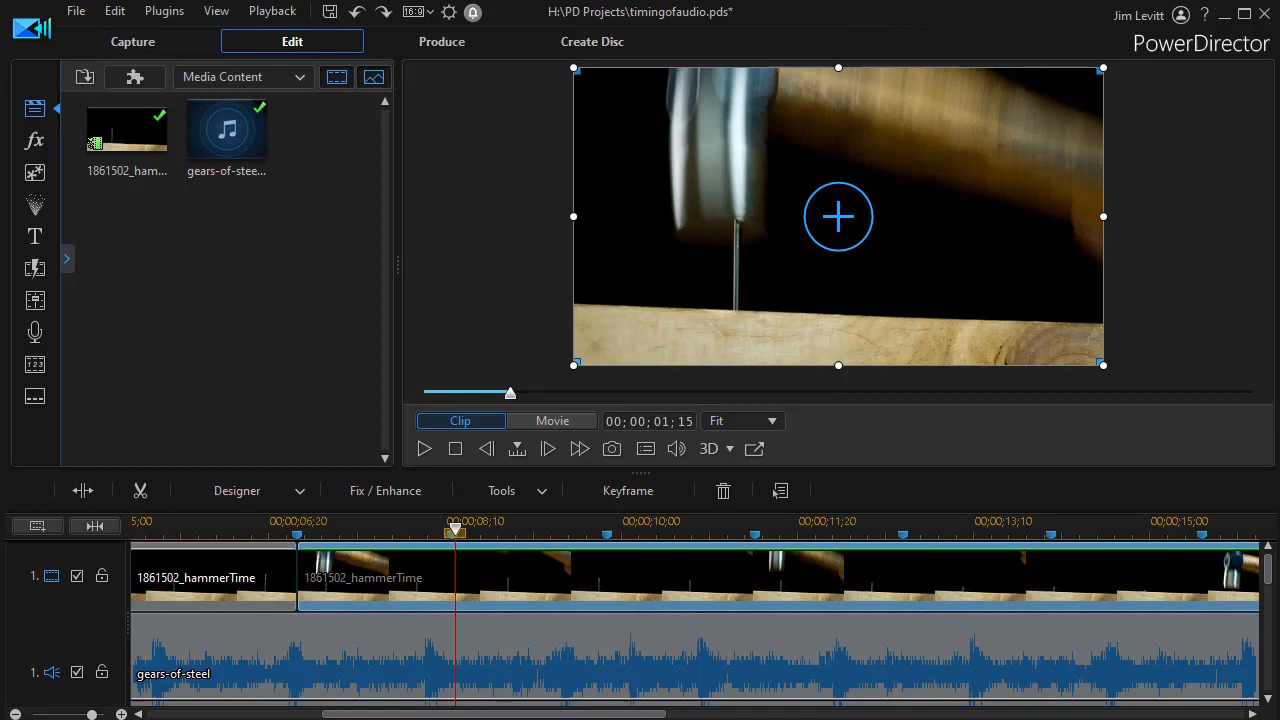 File Edit Plugins View Playback 16:9 H:\PD Projects\timingofaudio.pds*
Jim Levitt ?
PowerDirector
Capture Edit Produce Create Disc
Media Content
fx
1861502_ham... gears-of-stee...
T
Clip Movie 00; 00; 01; 15 Fit
3D
Designer Fix / Enhance Tools Keyframe
5;00 00;00;06;20 00;00;08;10 00;00;10;00 00;00;11;20 00;00;13;10 00;00;15;00
1. 1861502_hammerTime 1861502_hammerTime
1. gears-of-steel